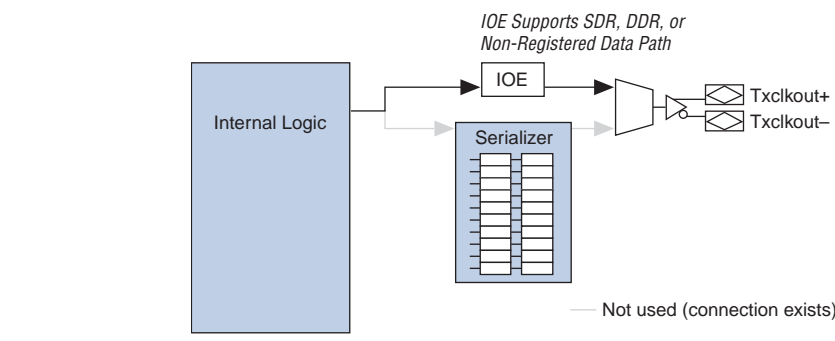 IOE Supports SDR, DDR, or
Non-Registered Data Path
IOE
Internal Logic
Txclkout+
Txclkout–
Serializer
Not used (connection exists)